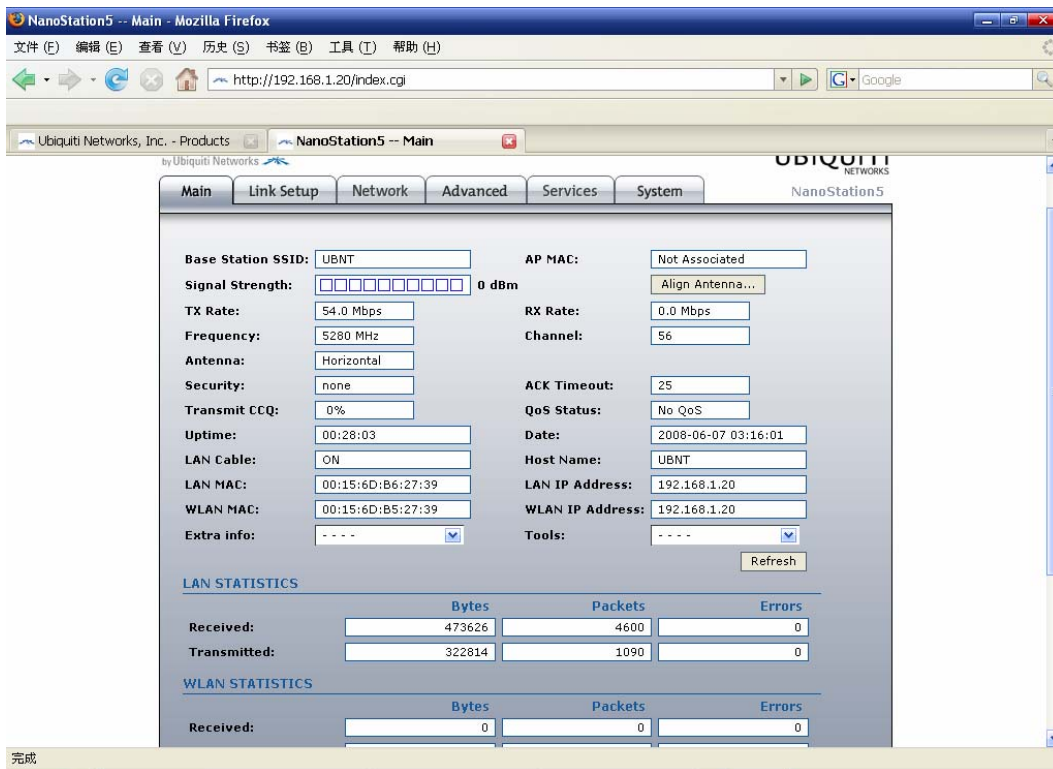 NanoStation5 -- Main - Mozilla Firefox
文件(F) 编辑(E) 查看(V) 历史(S) 书签(B) 工具(T) 帮助(H)
http://192.168.1.20/index.cgi
G Google
Ubiquiti Networks, Inc. - Products NanoStation5 -- Main
by Ubiquiti Networks UBIQUITI
NETWORKS
Main Link Setup Network Advanced Services System NanoStation5
Base Station SSID: UBNT AP MAC: Not Associated
Signal Strength: 0 dBm Align Antenna...
TX Rate: 54.0 Mbps RX Rate: 0.0 Mbps
Frequency: 5280 MHz Channel: 56
Antenna: Horizontal
Security: none ACK Timeout: 25
Transmit CCQ: 0% QoS Status: No QoS
Uptime: 00:28:03 Date: 2008-06-07 03:16:01
LAN Cable: ON Host Name: UBNT
LAN MAC: 00:15:6D:B6:27:39 LAN IP Address: 192.168.1.20
WLAN MAC: 00:15:6D:B5:27:39 WLAN IP Address: 192.168.1.20
Extra info: - - - - Tools: - - - -
Refresh
LAN STATISTICS
Bytes Packets Errors
Received: 473626 4600 0
Transmitted: 322814 1090 0
WLAN STATISTICS
Bytes Packets Errors
Received: 0 0 0
完成